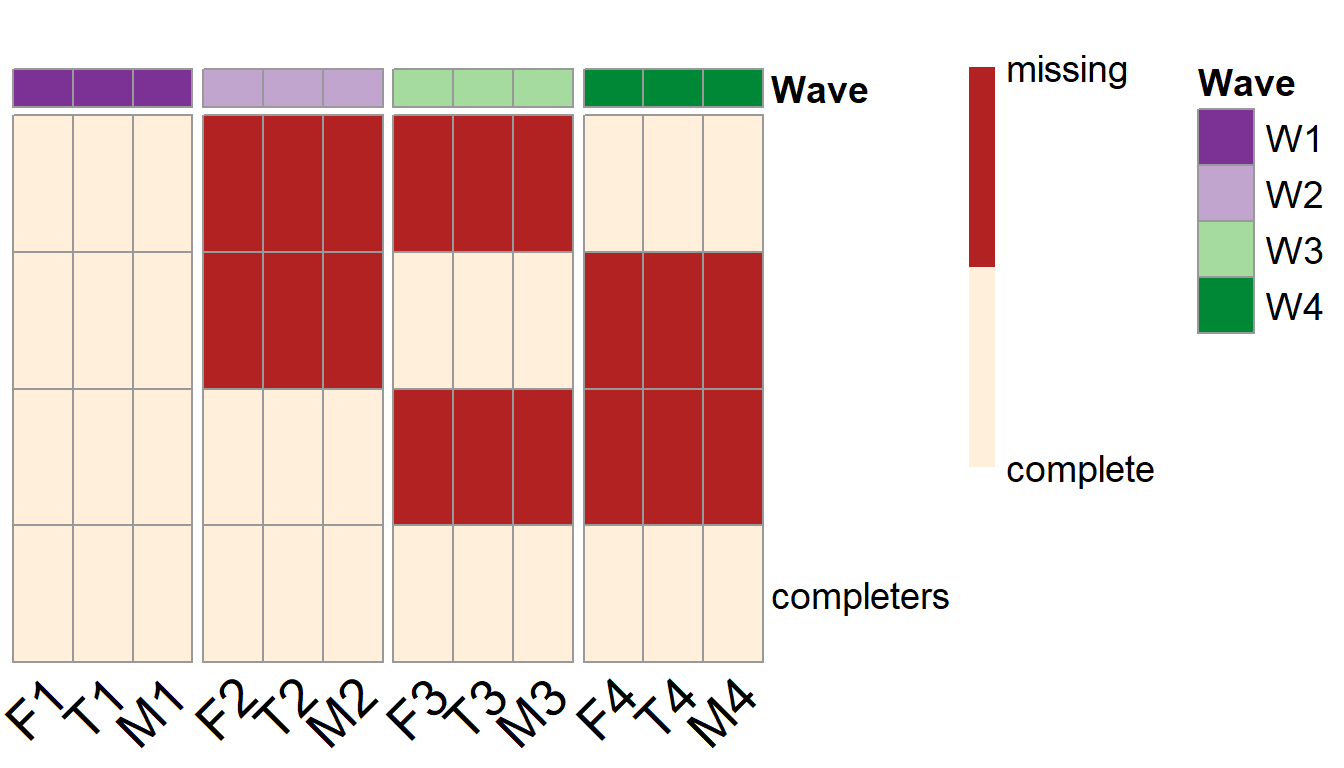 Wave
missing
complete
completers
Wave
W1
W2
W3
W4
F1 T1 M1 F2 T2 M2 F3 T3 M3 F4 T4 M4